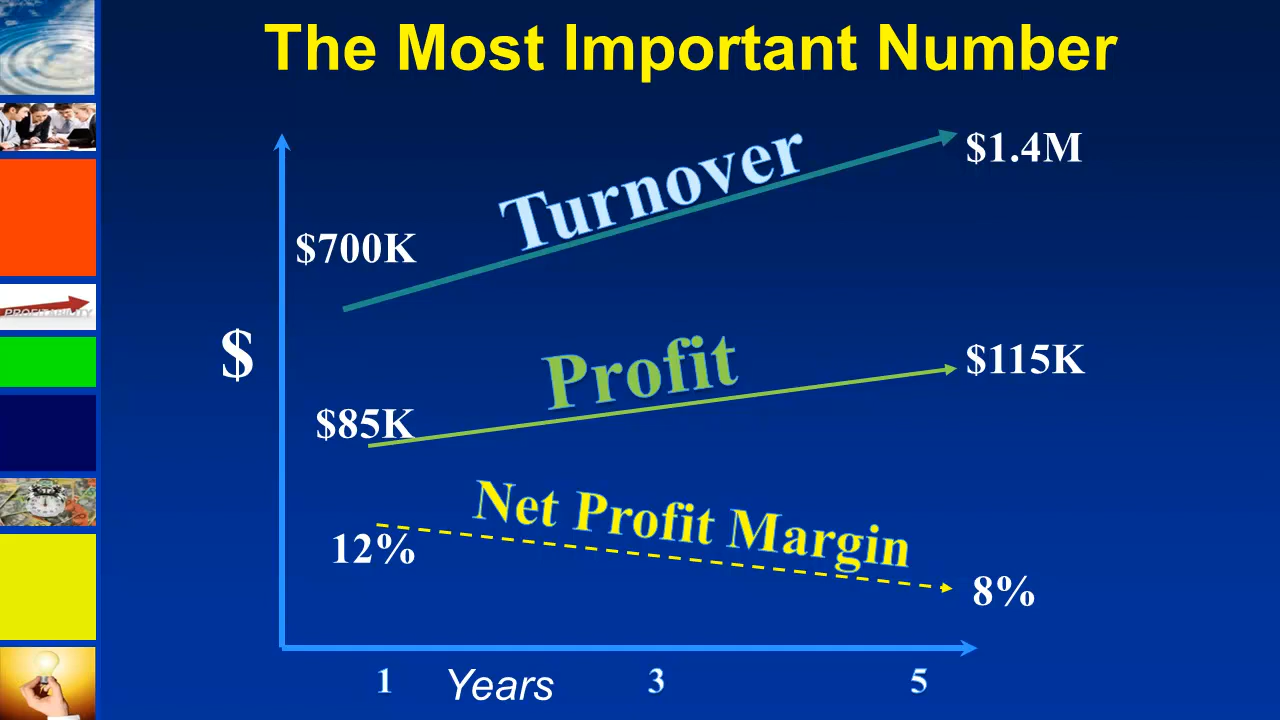 The Most Important Number
Turnover
$1.4M
$700K
$
Profit
$115K
$85K
Net Profit Margin
12%
8%
1 Years 3 5
PROFITABILITY